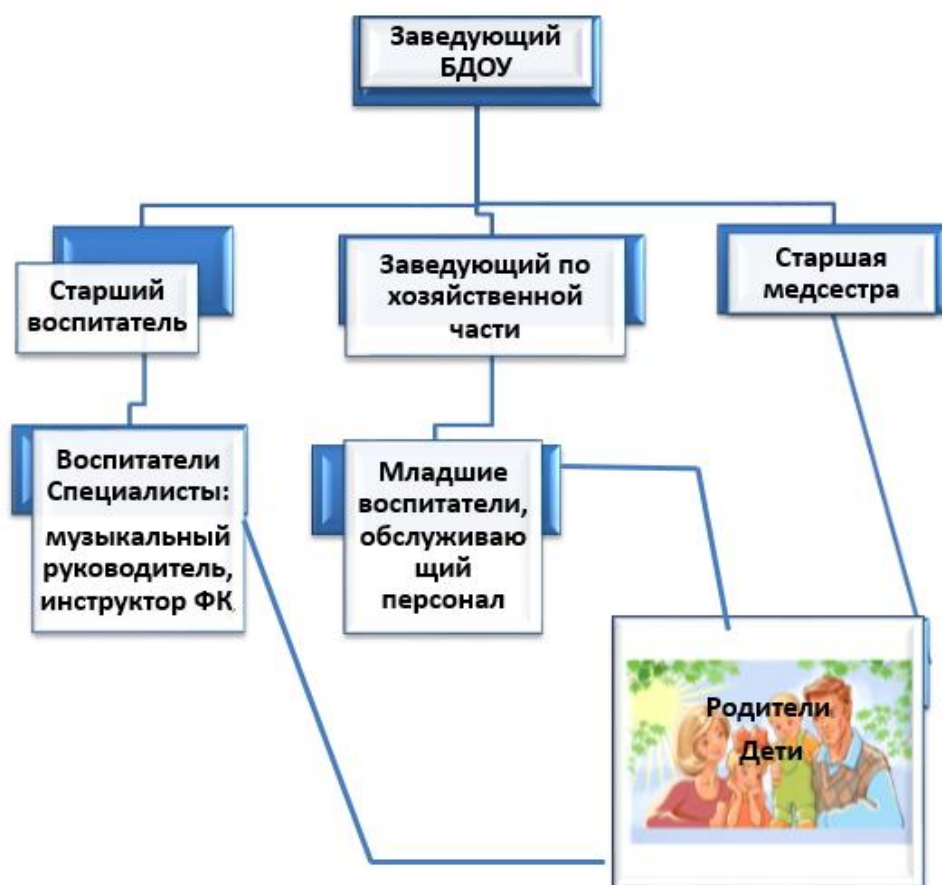 Заведующий
БДОУ
Старший
воспитатель
Заведующий по
хозяйственной
части
Старшая
медсестра
Воспитатели
Специалисты:
музыкальный
руководитель,
инструктор ФК
Младшие
воспитатели,
обслуживаю
щий
персонал
Родители
Дети